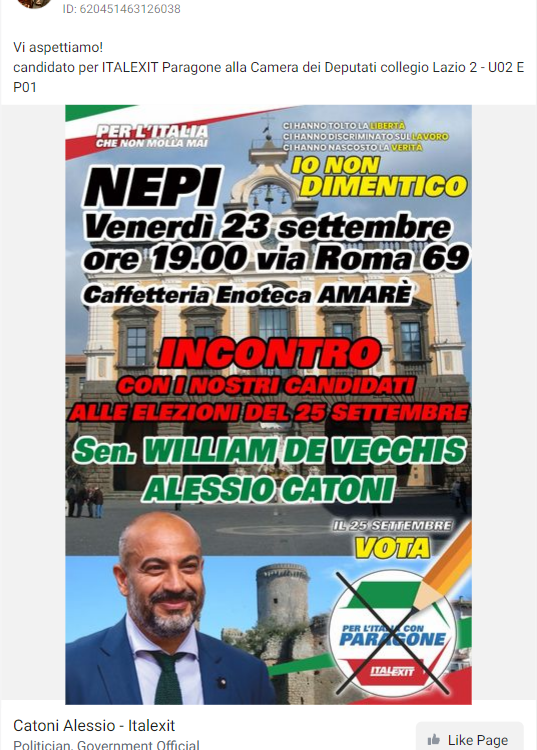 ID: 620451463126038
Vi aspettiamo!
candidato per ITALEXIT Paragone alla Camera dei Deputati collegio Lazio 2 - U02 E
P01
PER L'ITALIA
CHE NON MOLLA MAI
CI HANNO TOLTO LA LIBERTÀ
CI HANNO DISCRIMINATO SUL LAVORO
CI HANNO NASCOSTO LA VERITÀ
IO NON
DIMENTICO
NEPI
Venerdì 23 settembre
ore 19.00 via Roma 69
Caffetteria Enoteca AMARÈ
INCONTRO
CON I NOSTRI CANDIDATI
ALLE ELEZIONI DEL 25 SETTEMBRE
Sen. WILLIAM DE VECCHIS
ALESSIO CATONI
IL 25 SETTEMBRE
VOTA
PER L'ITALIA CON
PARAGONE
ITALEXIT
Catoni Alessio - Italexit
Politician, Government Official
Like Page